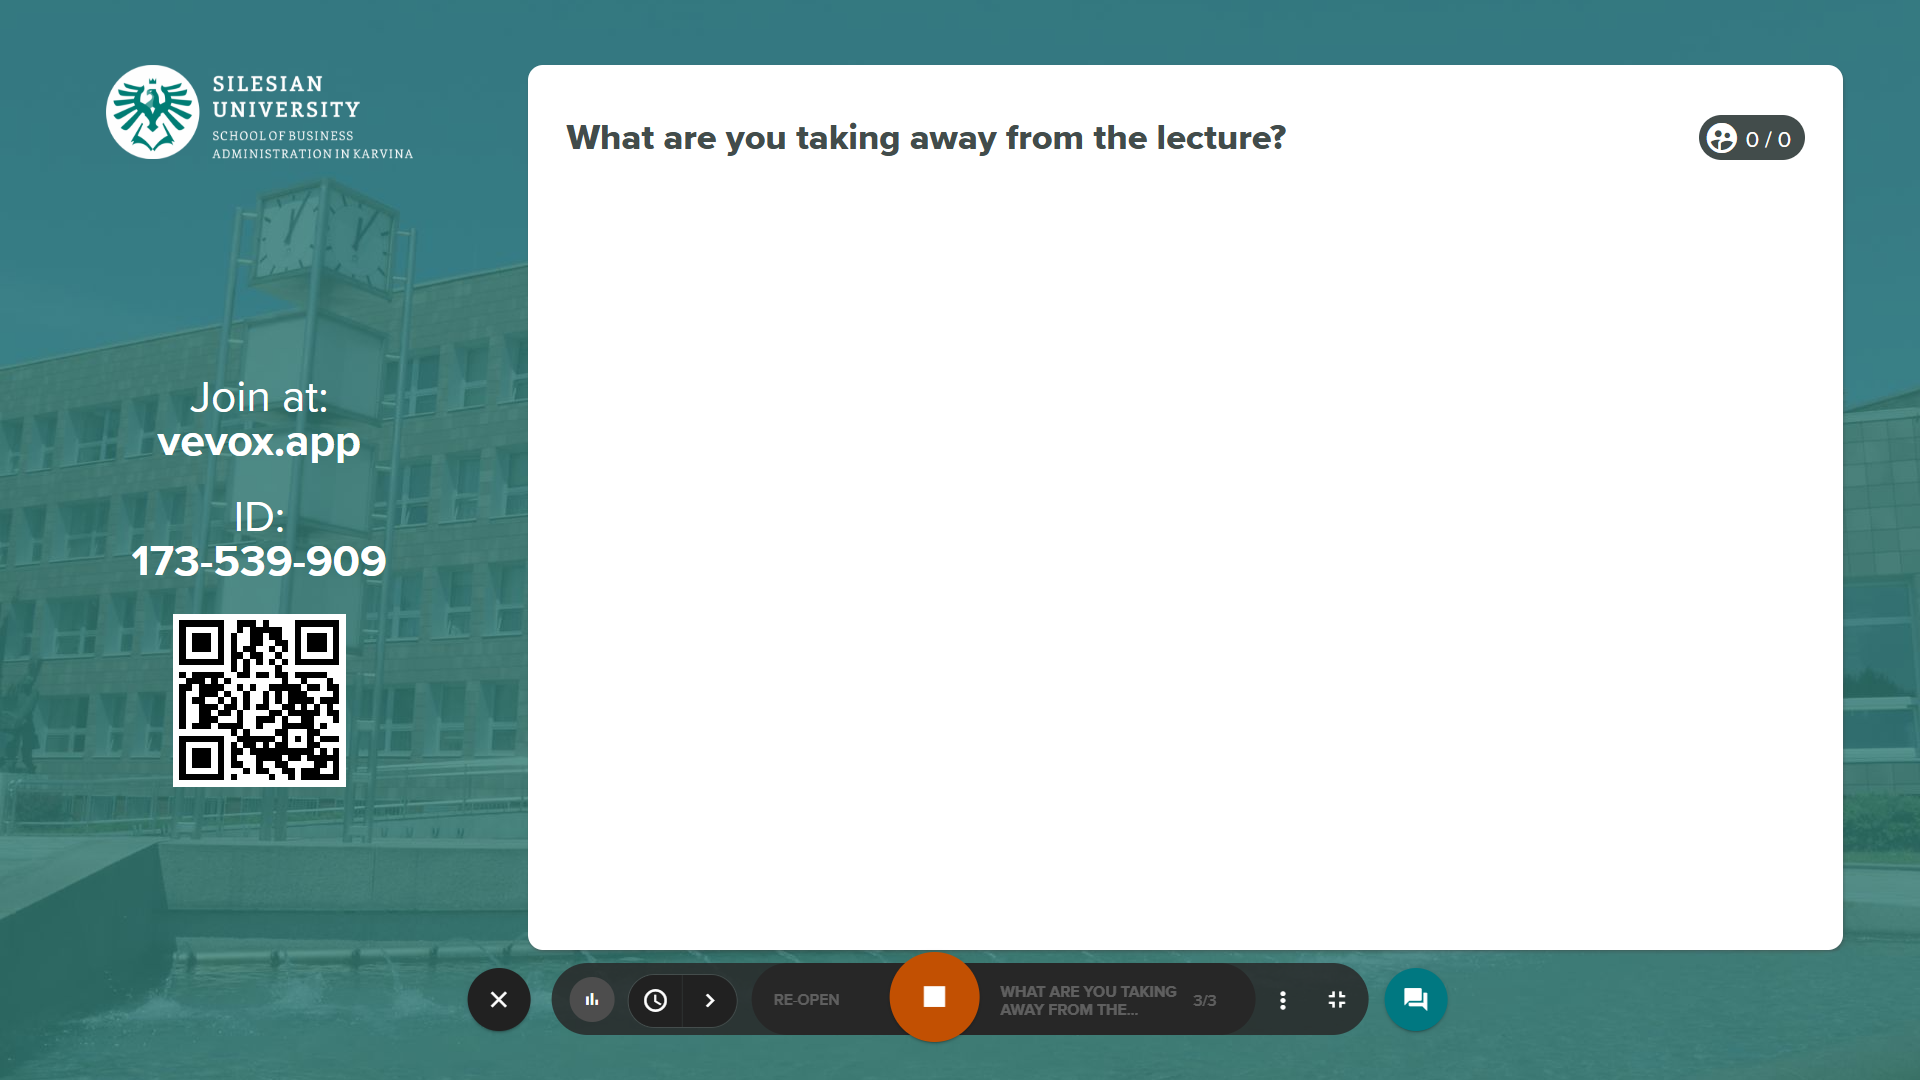 SILESIAN
UNIVERSITY
SCHOOL OF BUSINESS
ADMINISTRATION IN KARVINA
Join at:
vevox.app
ID:
173-539-909
What are you taking away from the lecture?
0 / 0
RE-OPEN
WHAT ARE YOU TAKING
AWAY FROM THE...
3/3